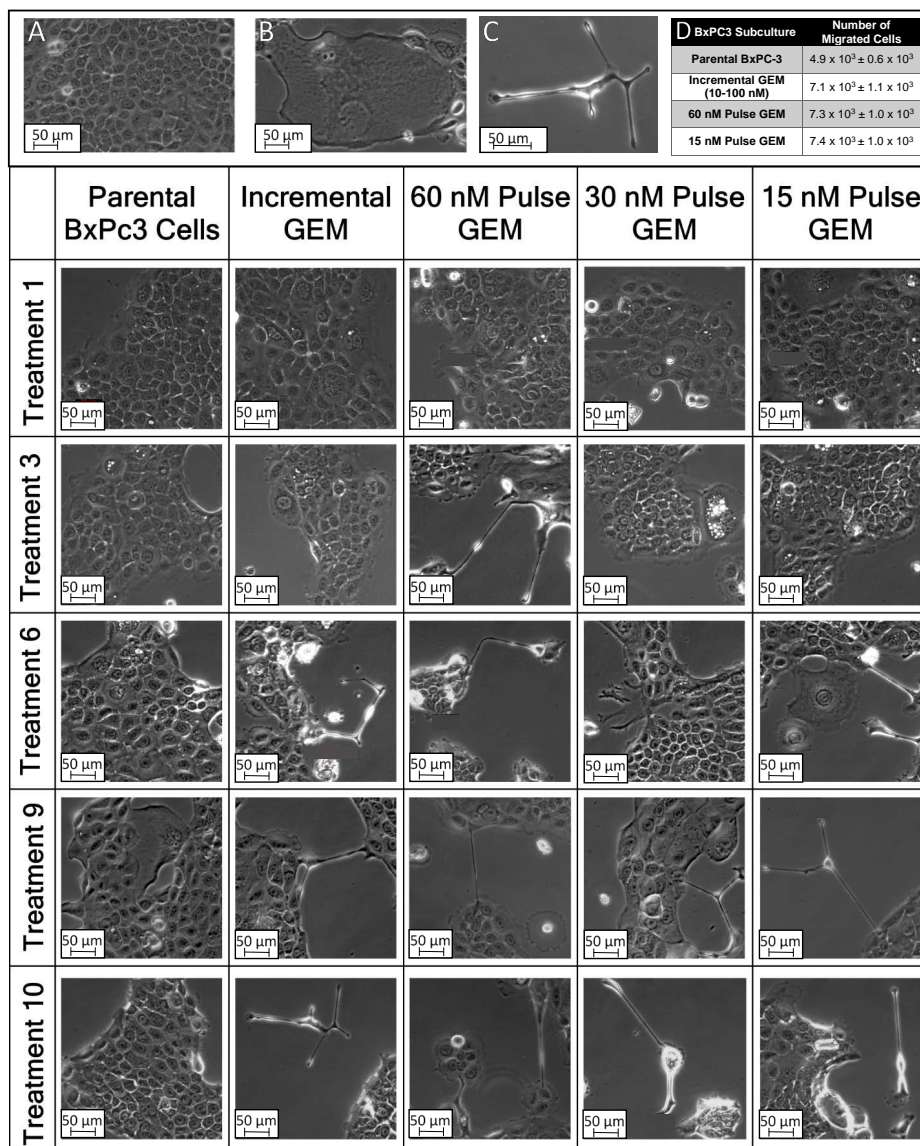 A
B
C
D BxPC3 Subculture
Number of
Migrated Cells
Parental BxPC-3
4.9 x 10³ ± 0.6 x 10³
Incremental GEM
(10-100 nM)
7.1 x 10³ ± 1.1 x 10³
60 nM Pulse GEM
7.3 x 10³ ± 1.0 x 10³
15 nM Pulse GEM
7.4 x 10³ ± 1.0 x 10³
50 µm
50 µm
50 µm
Parental
BxPc3 Cells
Incremental
GEM
60 nM Pulse
GEM
30 nM Pulse
GEM
15 nM Pulse
GEM
Treatment 1
50 µm
50 µm
50 µm
50 µm
50 µm
Treatment 3
50 µm
50 µm
50 µm
50 µm
50 µm
Treatment 6
50 µm
50 µm
50 µm
50 µm
50 µm
Treatment 9
50 µm
50 µm
50 µm
50 µm
50 µm
Treatment 10
50 µm
50 µm
50 µm
50 µm
50 µm